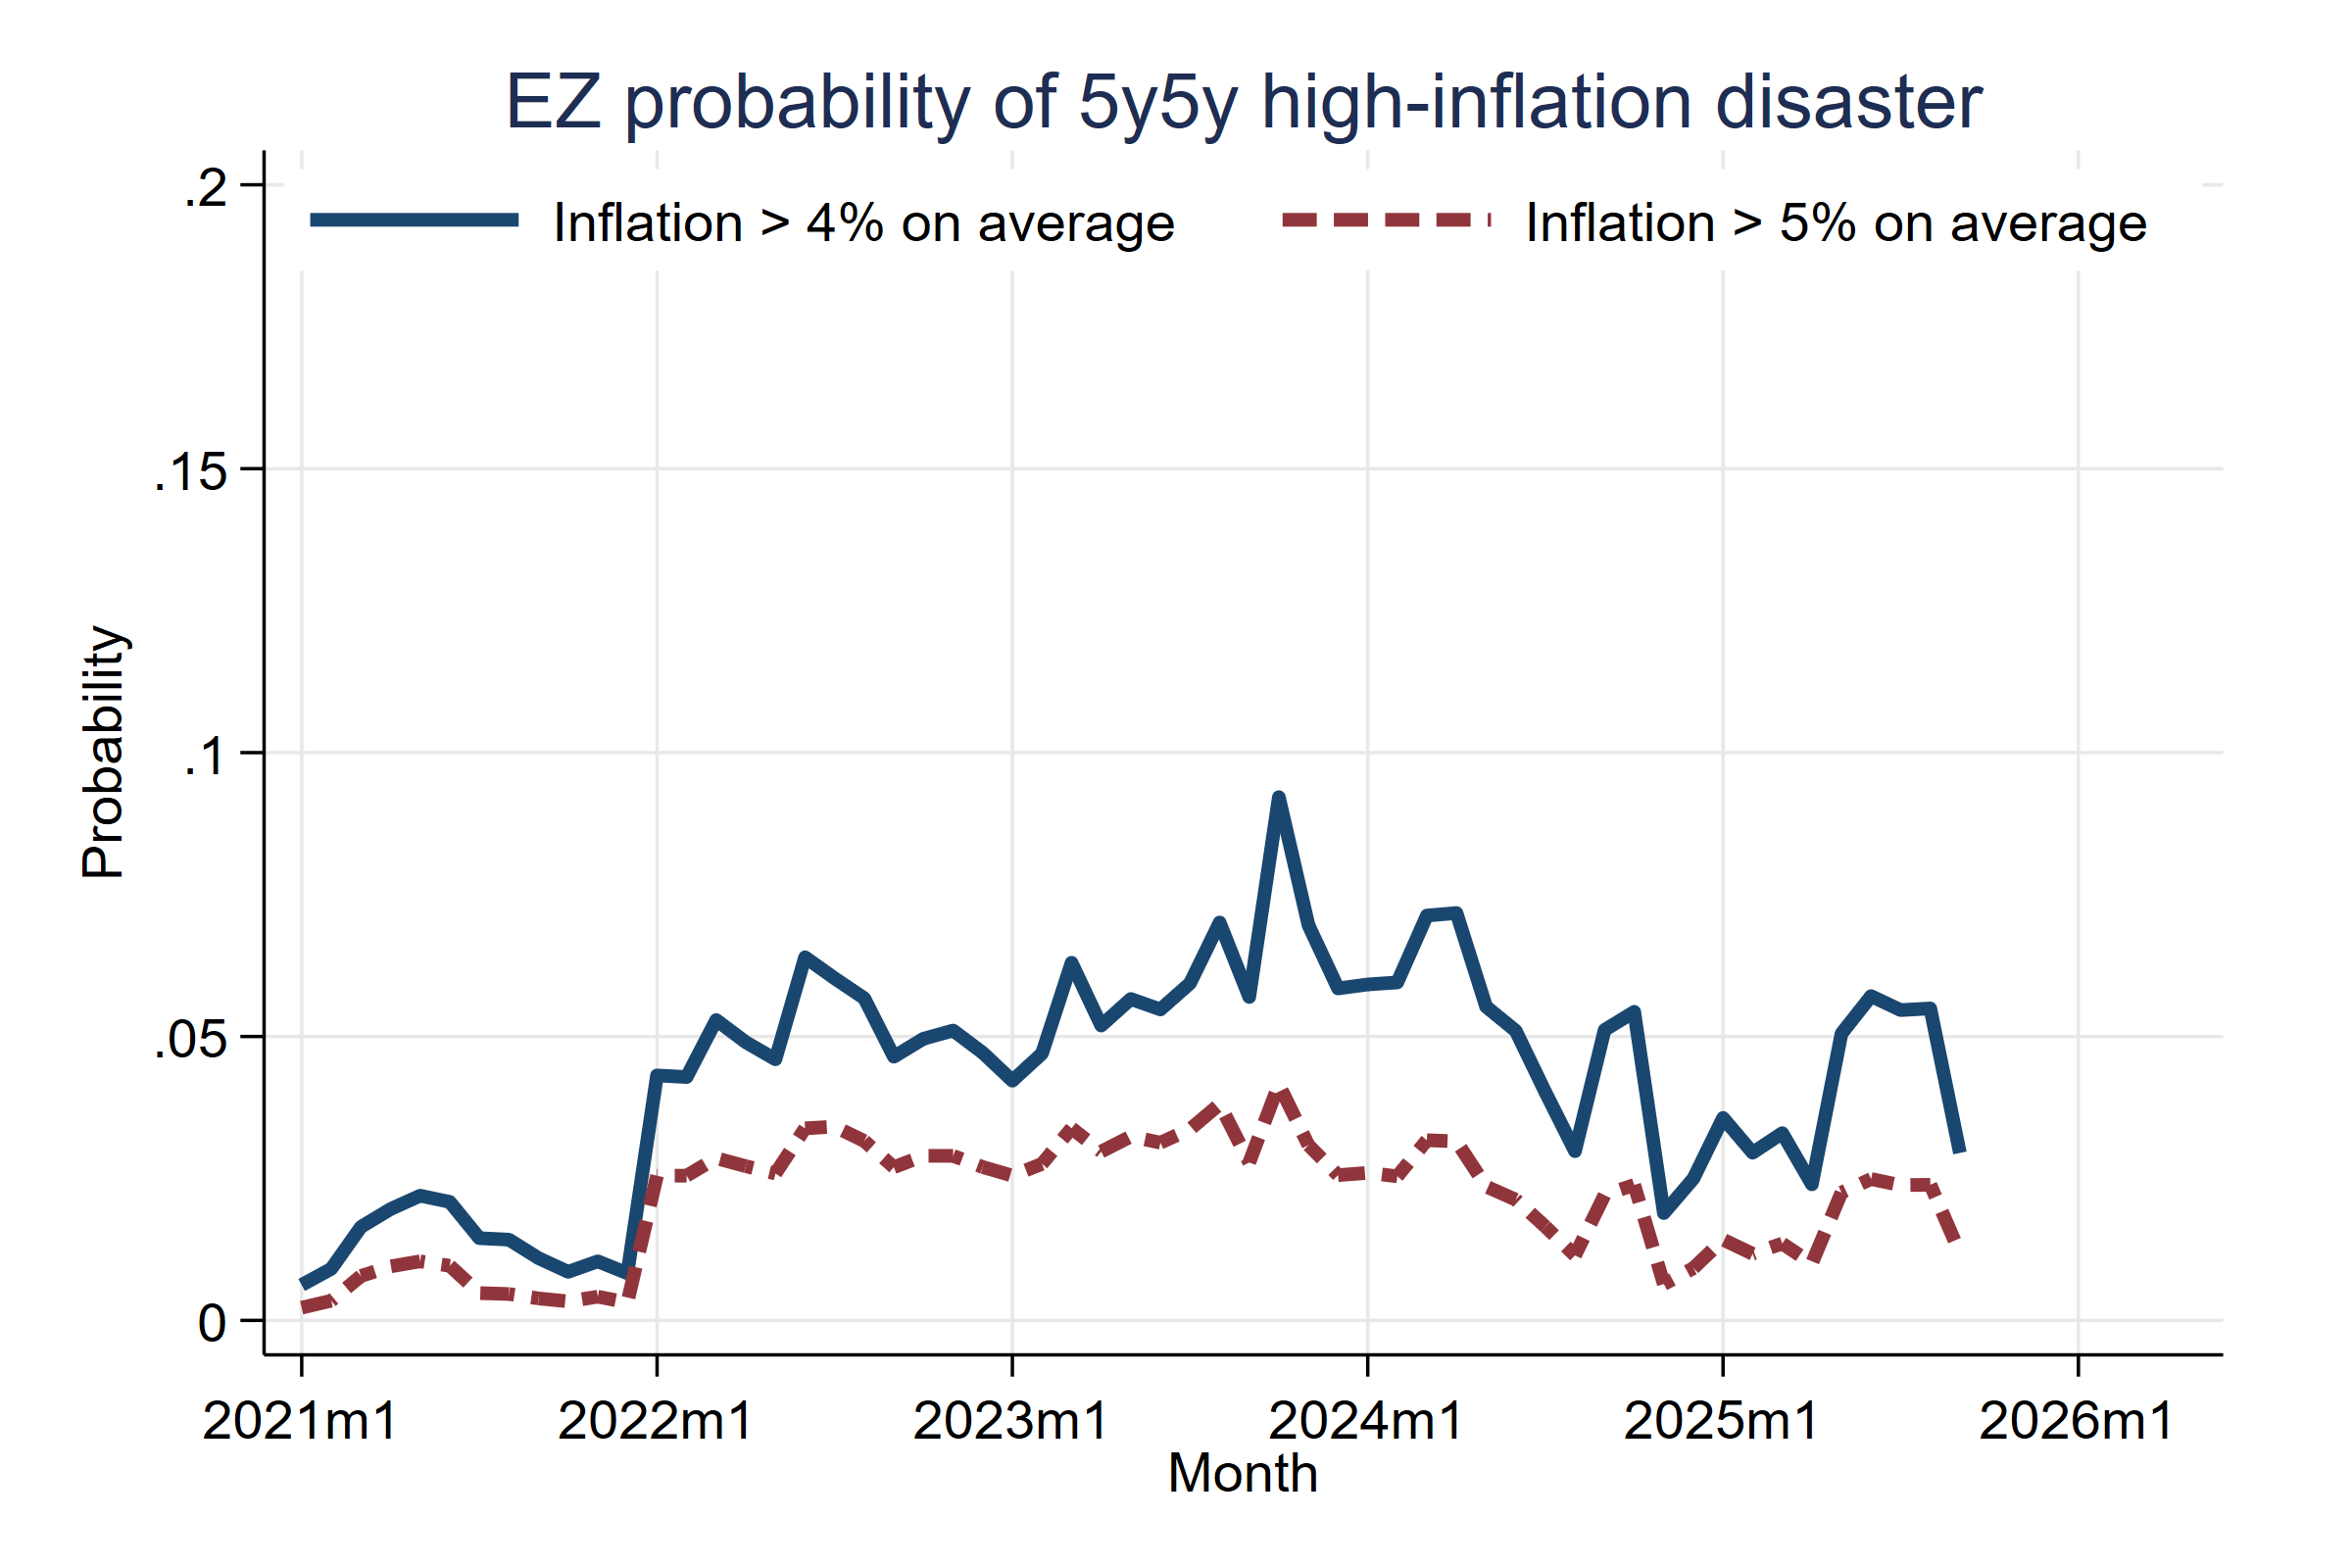 EZ probability of 5y5y high-inflation disaster
Inflation > 4% on average
Inflation > 5% on average
Probability
.2
.15
.1
.05
0
2021m1
2022m1
2023m1
2024m1
2025m1
2026m1
Month